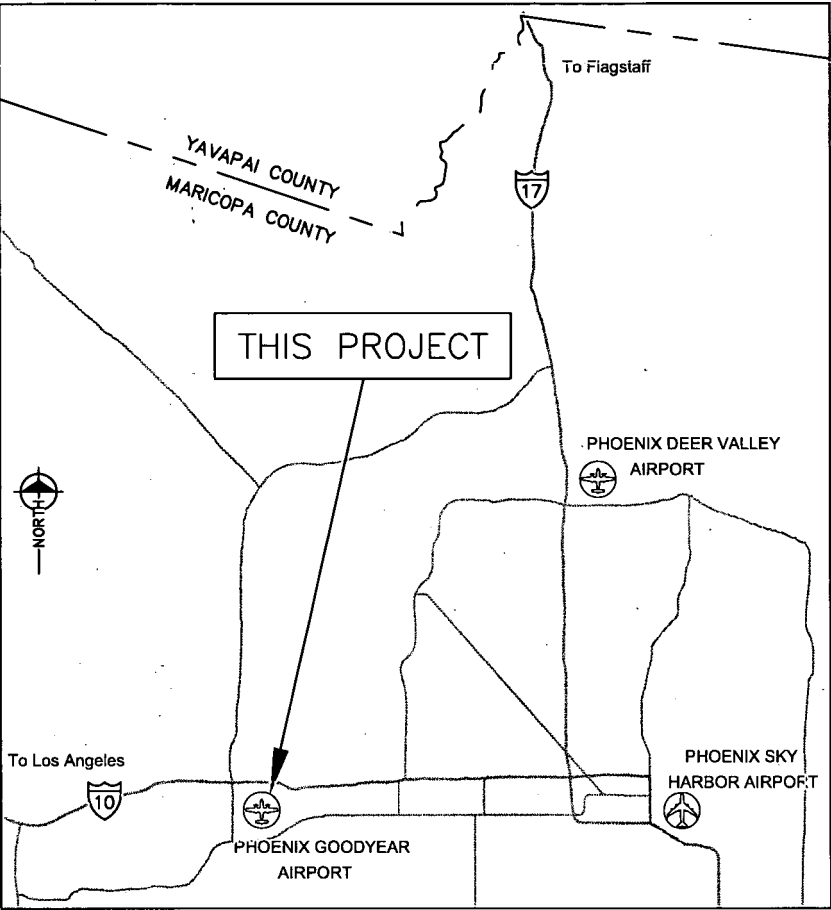 To Flagstaff
YAVAPAI COUNTY
MARICOPA COUNTY
17
THIS PROJECT
PHOENIX DEER VALLEY
AIRPORT
NORTH
To Los Angeles
10
PHOENIX SKY
HARBOR AIRPORT
PHOENIX GOODYEAR
AIRPORT